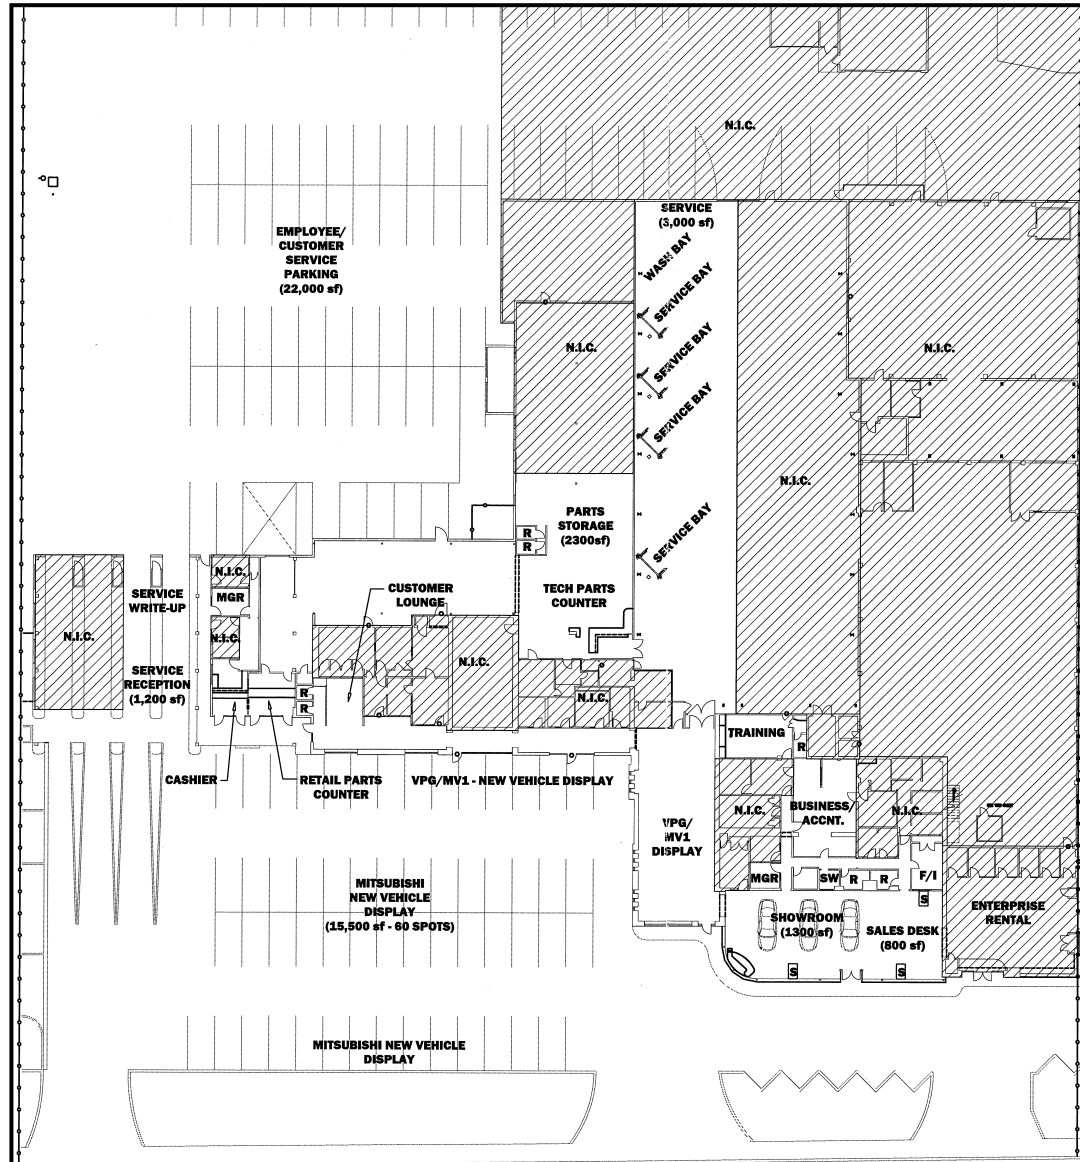 N.I.C.
SERVICE
(3,000 sf)
WASH BAY
SERVICE BAY
SERVICE BAY
SERVICE BAY
SERVICE BAY
EMPLOYEE/
CUSTOMER
SERVICE
PARKING
(22,000 sf)
N.I.C.
N.I.C.
N.I.C.
PARTS
STORAGE
(2300sf)
R
R
TECH PARTS
COUNTER
CUSTOMER
LOUNGE
N.I.C.
MGR
SERVICE
WRITE-UP
N.I.C.
N.I.C.
N.I.C.
SERVICE
RECEPTION
(1,200 sf)
R
R
N.I.C.
CASHIER
RETAIL PARTS
COUNTER
VPG/MV1 - NEW VEHICLE DISPLAY
TRAINING
R
N.I.C.
BUSINESS/
ACCNT.
N.I.C.
VPG/
MV1
DISPLAY
MGR
SW
R
R
F/I
S
MITSUBISHI
NEW VEHICLE
DISPLAY
(15,500 sf - 60 SPOTS)
SHOWROOM
(1300 sf)
SALES DESK
(800 sf)
ENTERPRISE
RENTAL
S
S
MITSUBISHI NEW VEHICLE
DISPLAY